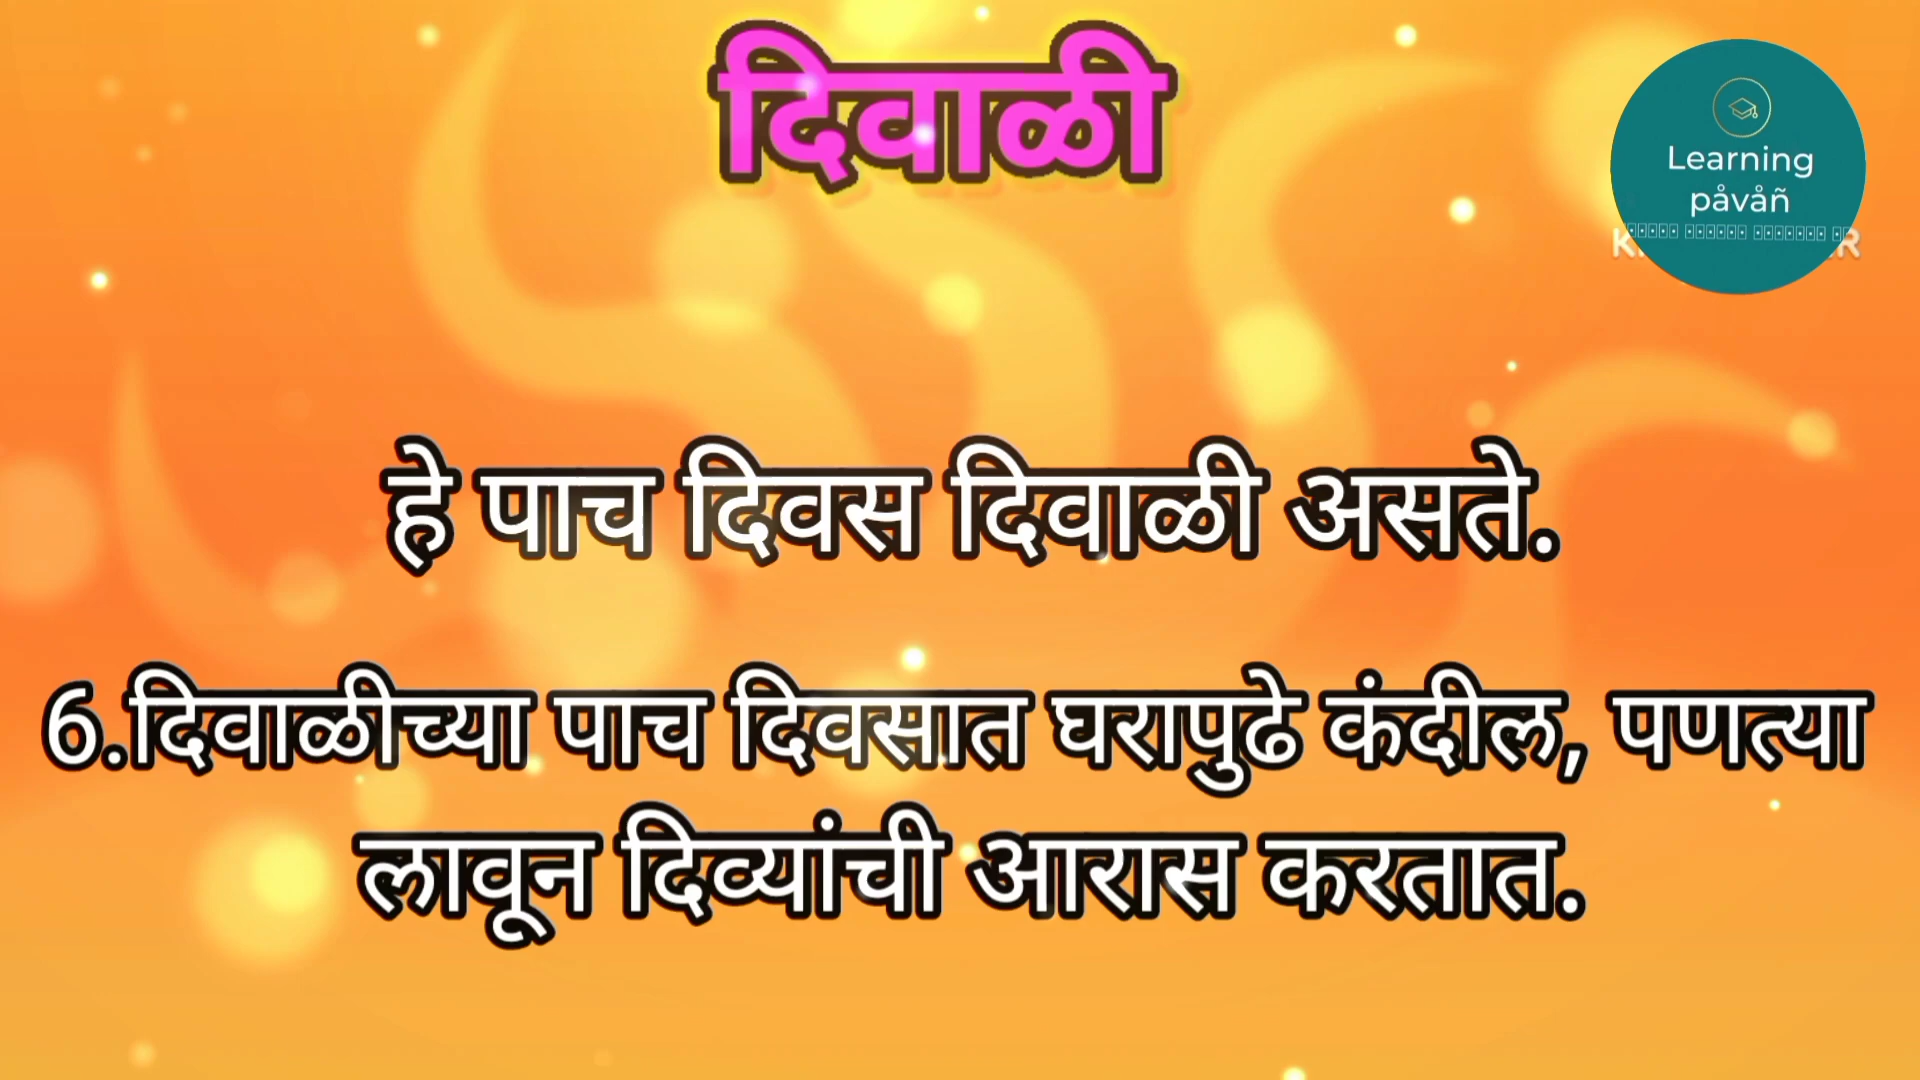 दिवाळी
Learning
påvåñ
हे पाच दिवस दिवाळी असते.
6.दिवाळीच्या पाच दिवसात घरापुढे कंदील, पणत्या
लावून दिव्यांची आरास करतात.